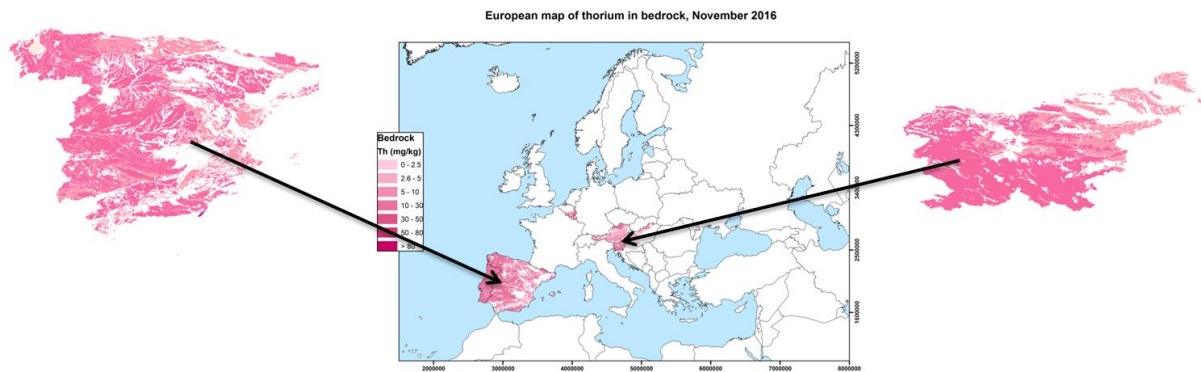 European map of thorium in bedrock, November 2016
Bedrock
Th (mg/kg)
0 - 2.5
2.6 - 5
5 - 10
10 - 30
30 - 50
50 - 80
> 80
5200000
4300000
3400000
2500000
1600000
2000000
3000000
4000000
5000000
6000000
7000000
8000000